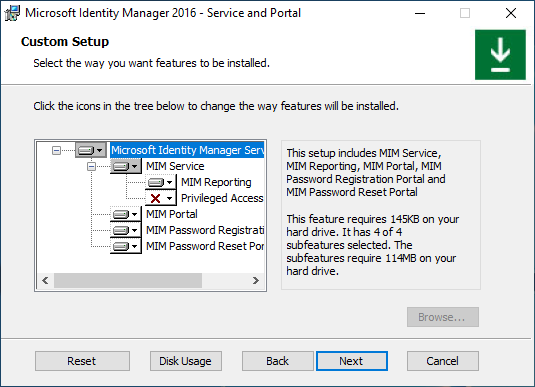 Microsoft Identity Manager 2016 - Service and Portal
Custom Setup
Select the way you want features to be installed.
Click the icons in the tree below to change the way features will be installed.
Microsoft Identity Manager Serv
MIM Service
MIM Reporting
Privileged Access
MIM Portal
MIM Password Registrati
MIM Password Reset Por
This setup includes MIM Service,
MIM Reporting, MIM Portal, MIM
Password Registration Portal and
MIM Password Reset Portal
This feature requires 145KB on your
hard drive. It has 4 of 4
subfeatures selected. The
subfeatures require 114MB on your
hard drive.
Browse...
Reset
Disk Usage
Back
Next
Cancel